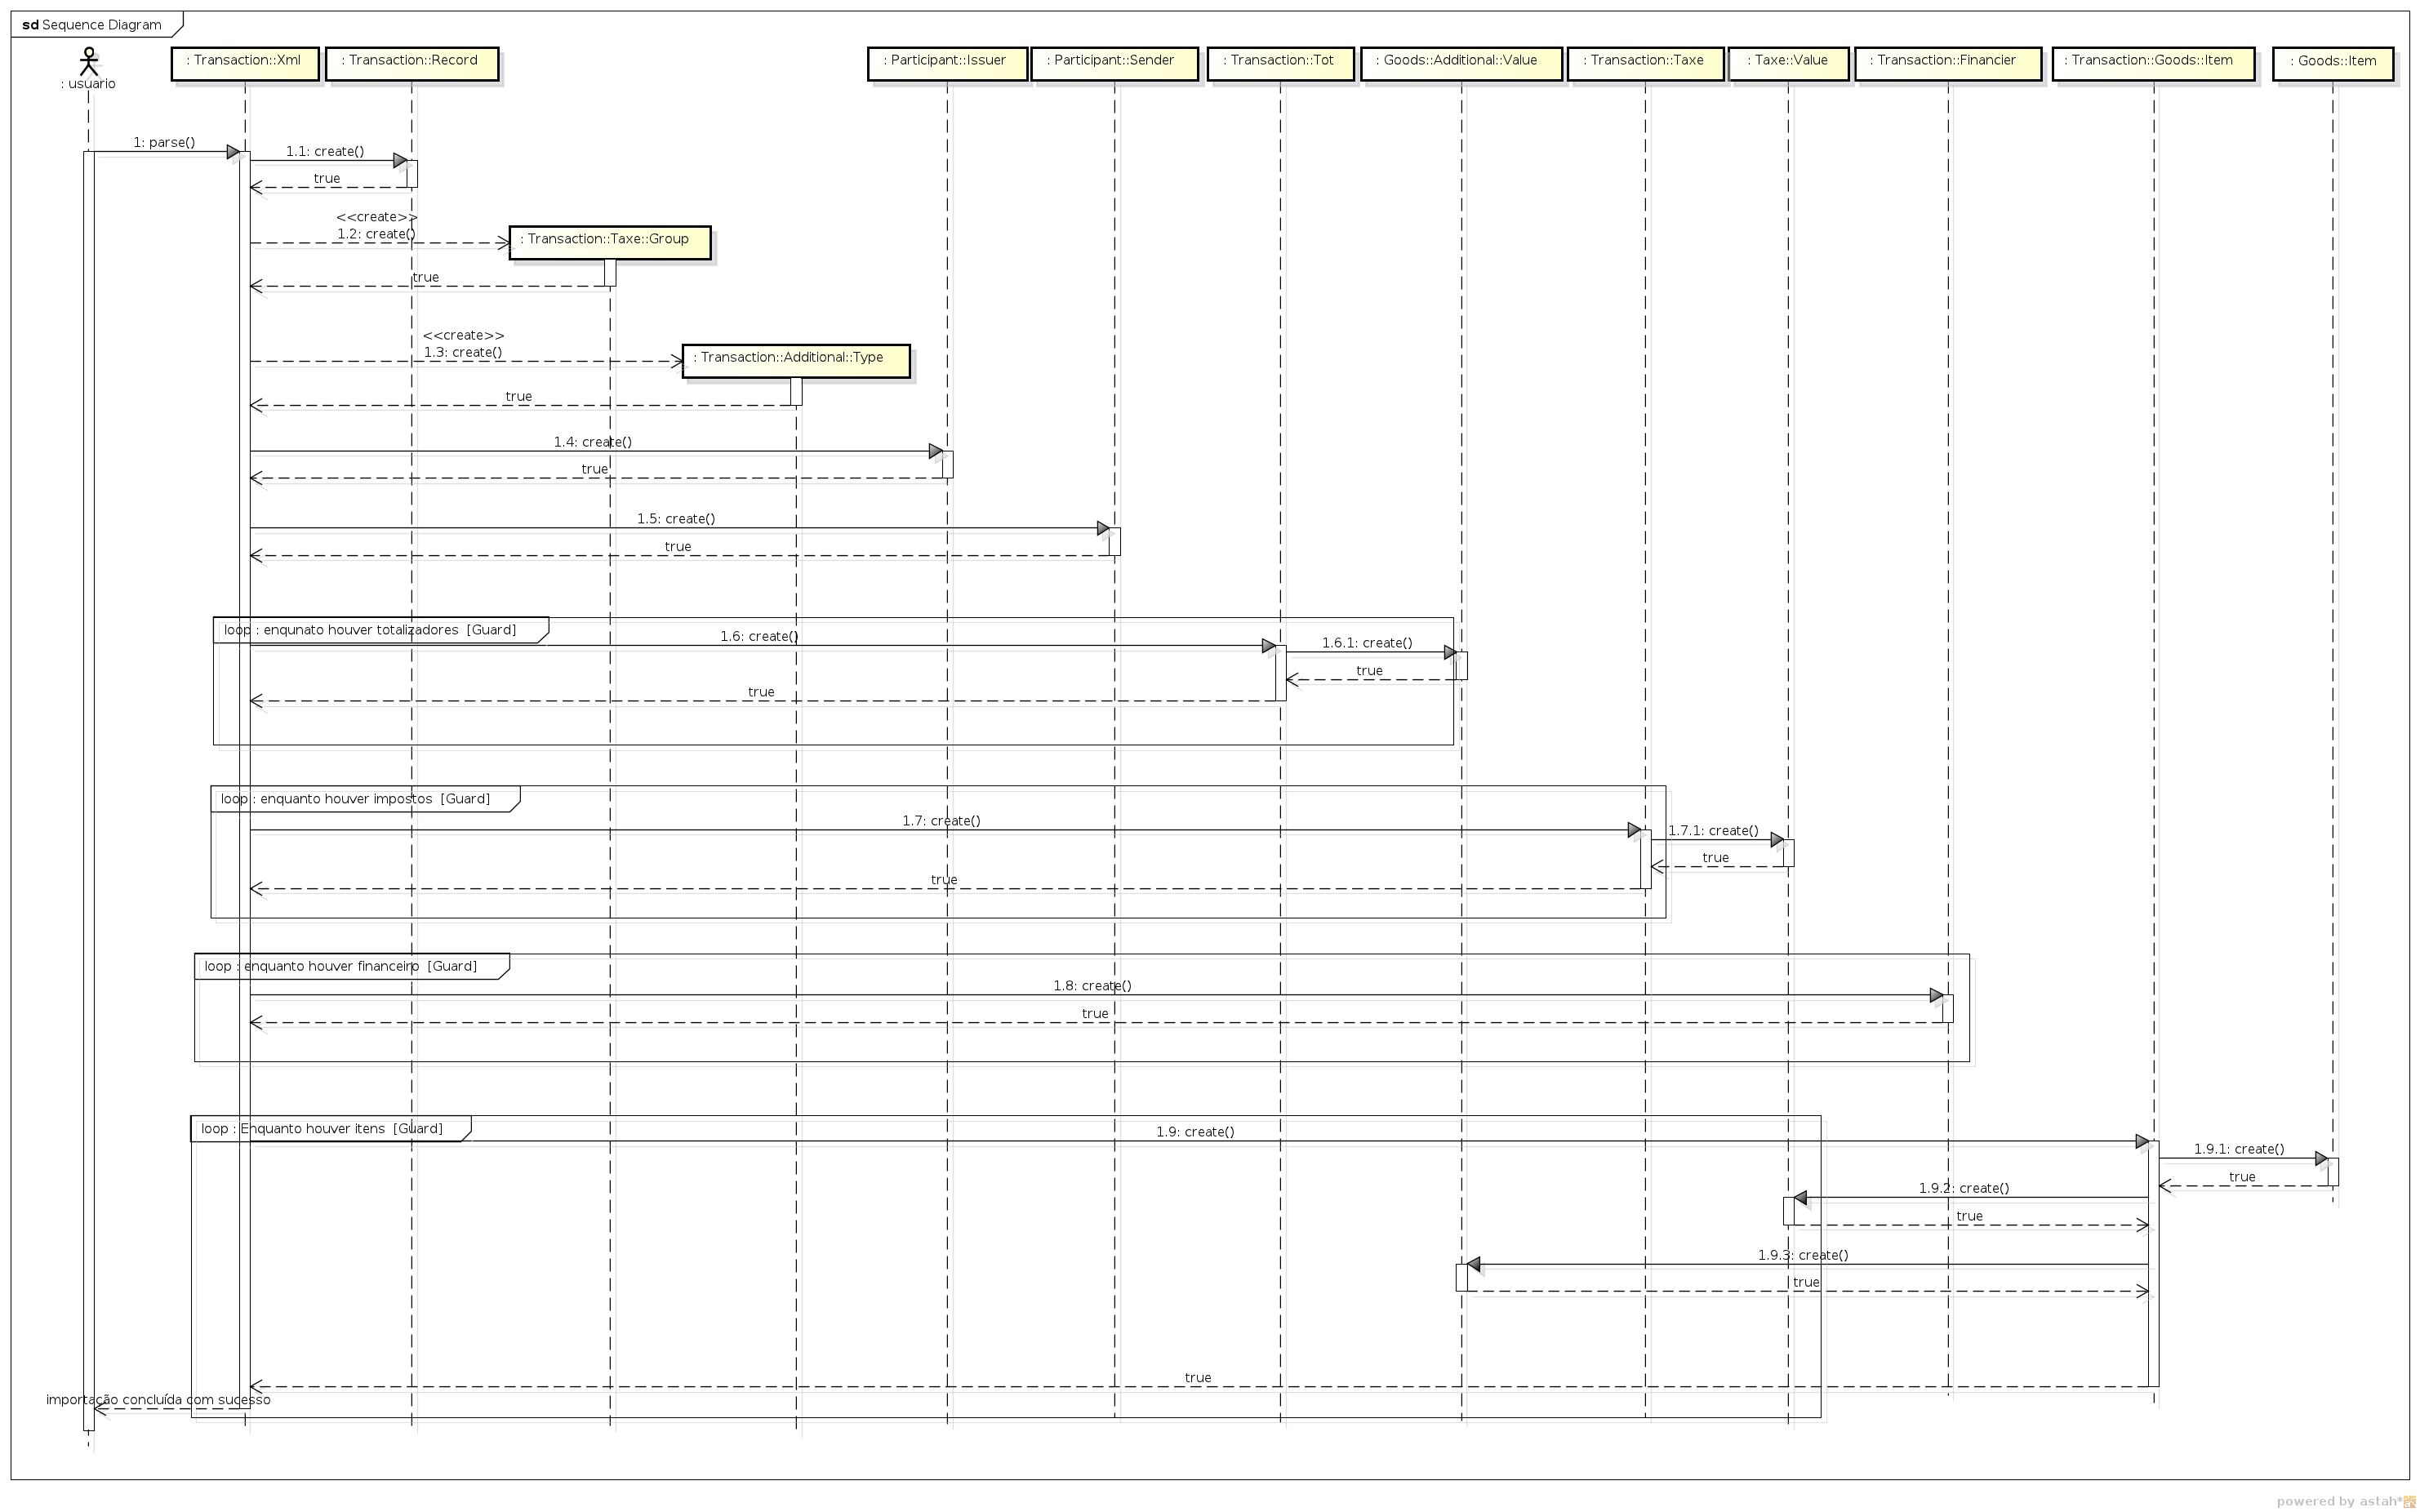 sd Sequence Diagram
: usuario
: Transaction::Xml
: Transaction::Record
: Participant::Issuer
: Participant::Sender
: Transaction::Tot
: Goods::Additional::Value
: Transaction::Taxe
: Taxe::Value
: Transaction::Financier
: Transaction::Goods::Item
: Goods::Item
1: parse()
1.1: create()
true
<<create>>
1.2: create()
: Transaction::Taxe::Group
true
<<create>>
1.3: create()
: Transaction::Additional::Type
true
1.4: create()
true
1.5: create()
true
loop : enqunato houver totalizadores [Guard]
1.6: create()
1.6.1: create()
true
true
loop : enquanto houver impostos [Guard]
1.7: create()
1.7.1: create()
true
true
loop : enquanto houver financeiro [Guard]
1.8: create()
true
loop : Enquanto houver itens [Guard]
1.9: create()
1.9.1: create()
true
1.9.2: create()
true
1.9.3: create()
true
true
importação concluída com sucesso
powered by astah*